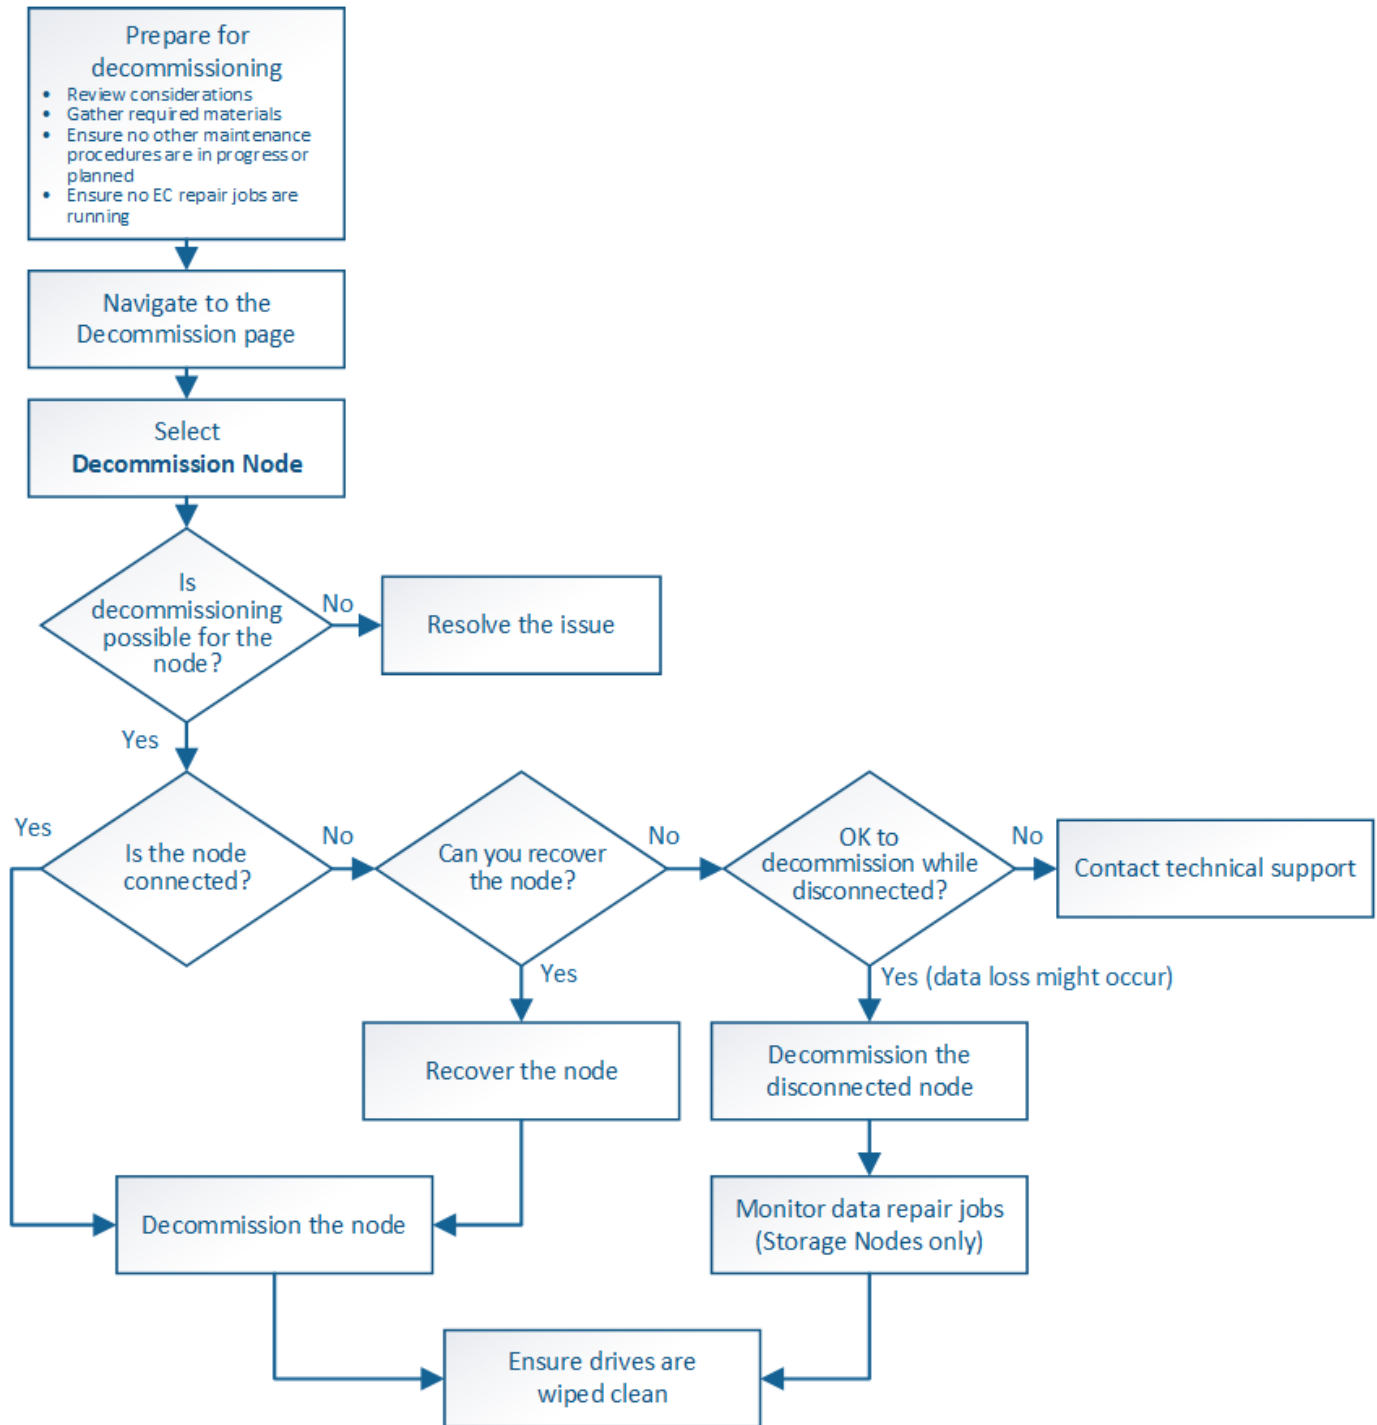 Prepare for
decommissioning
• Review considerations
• Gather required materials
• Ensure no other maintenance
procedures are in progress or
planned
• Ensure no EC repair jobs are
running
Navigate to the
Decommission page
Select
Decommission Node
Is
decommissioning
possible for the
node?
No
Resolve the issue
Yes
Yes
Is the node
connected?
No
Can you recover
the node?
No
OK to
decommission while
disconnected?
No
Contact technical support
Yes
Yes (data loss might occur)
Recover the node
Decommission the
disconnected node
Decommission the node
Monitor data repair jobs
(Storage Nodes only)
Ensure drives are
wiped clean